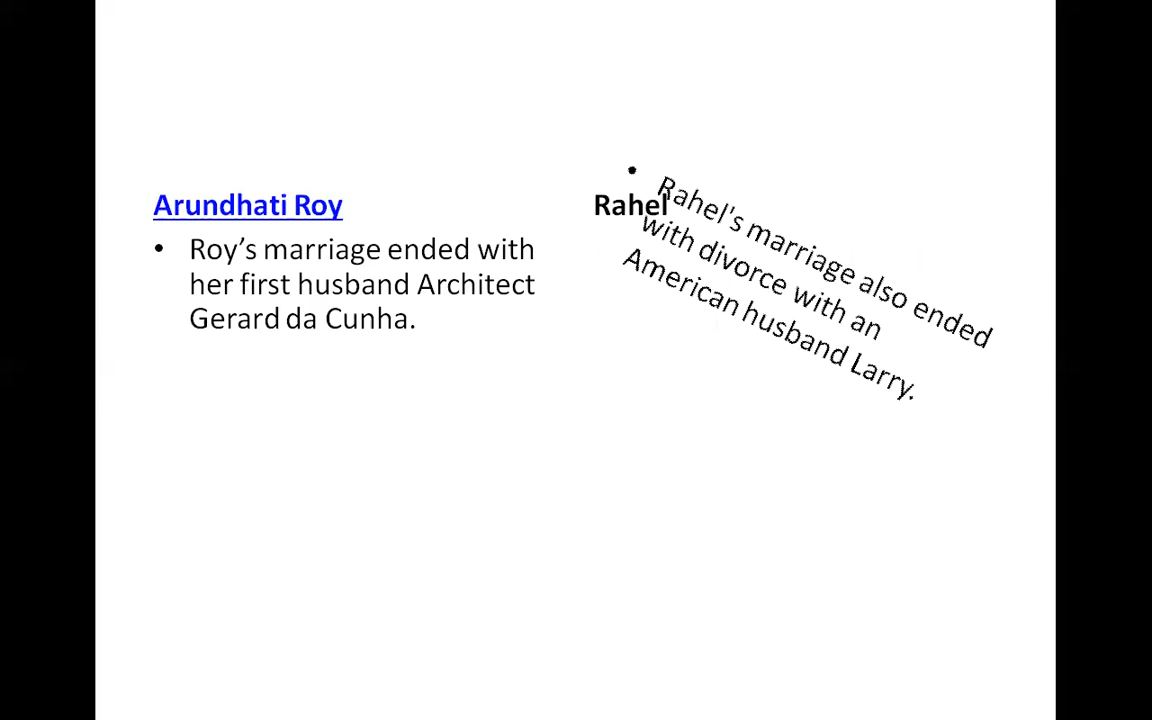 Arundhati Roy
• Roy’s marriage ended with
her first husband Architect
Gerard da Cunha.
Rahel
• Rahel's marriage also ended
with divorce with an
American husband Larry.